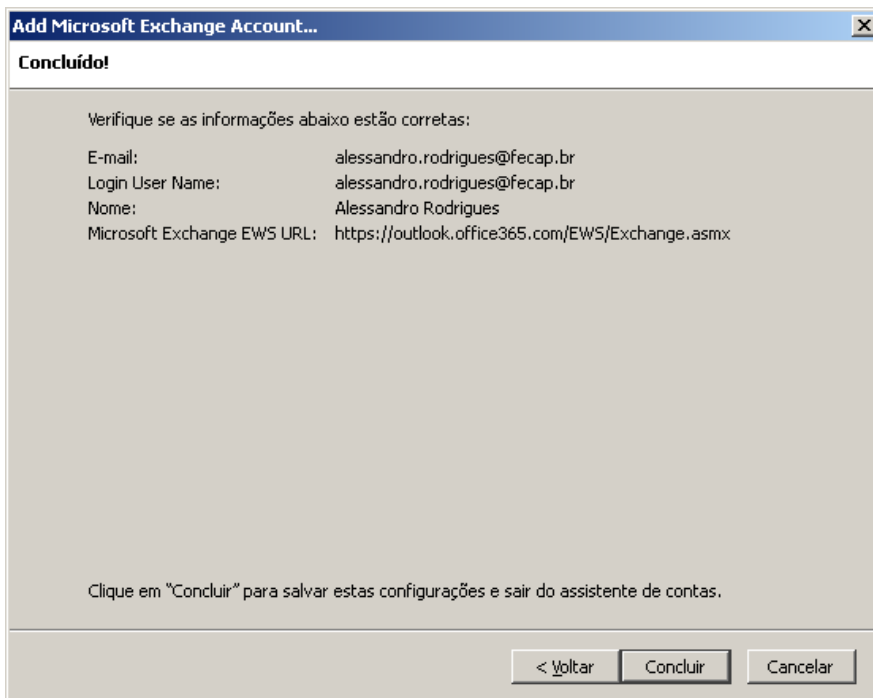 Add Microsoft Exchange Account...
Concluído!
Verifique se as informações abaixo estão corretas:
E-mail: alessandro.rodrigues@fecap.br
Login User Name: alessandro.rodrigues@fecap.br
Nome: Alessandro Rodrigues
Microsoft Exchange EWS URL: https://outlook.office365.com/EWS/Exchange.asmx
Clique em "Concluir" para salvar estas configurações e sair do assistente de contas.
< Voltar Concluir Cancelar